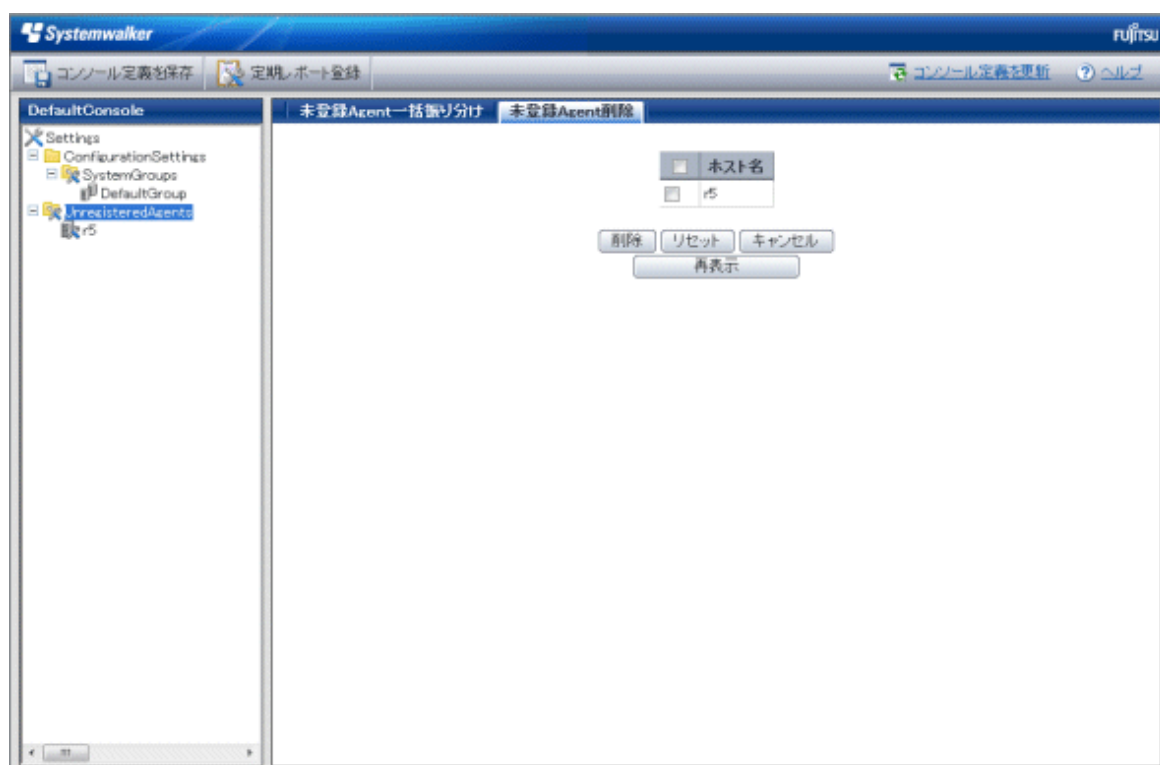 Systemwalker
FUJITSU
コンソール定義を保存
定期レポート登録
コンソール定義を更新
ヘルプ
DefaultConsole
未登録Agent一括振り分け
未登録Agent削除
Settings
ConfigurationSettings
SystemGroups
DefaultGroup
UnregisteredAgents
r5
ホスト名
r5
削除
リセット
キャンセル
再表示